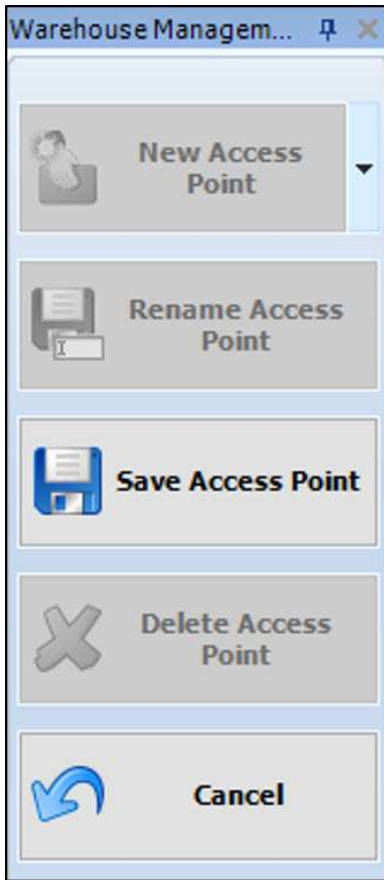 Warehouse Managem...
New Access
Point
Rename Access
Point
Save Access Point
Delete Access
Point
Cancel